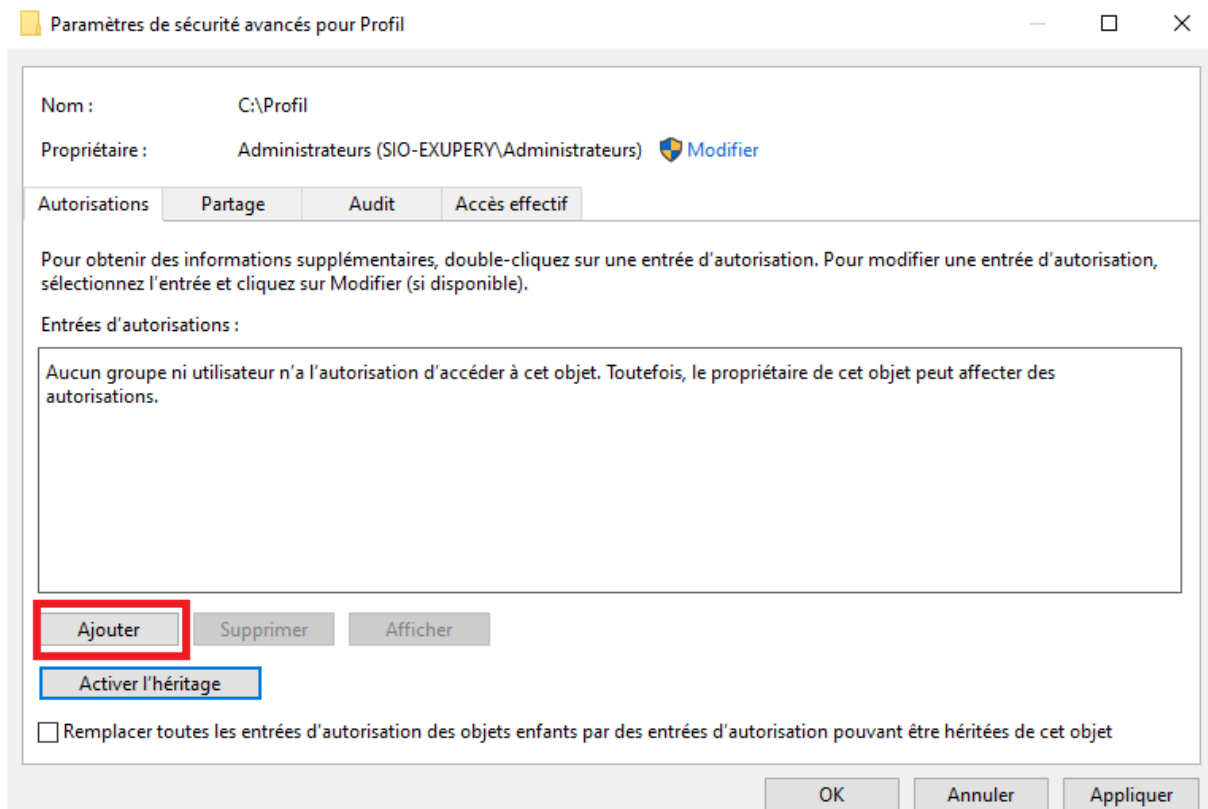 Paramètres de sécurité avancés pour Profil
Nom : C:\Profil
Propriétaire : Administrateurs (SIO-EXUPERY\Administrateurs) Modifier
Autorisations Partage Audit Accès effectif
Pour obtenir des informations supplémentaires, double-cliquez sur une entrée d’autorisation. Pour modifier une entrée d’autorisation,
sélectionnez l’entrée et cliquez sur Modifier (si disponible).
Entrées d’autorisations :
Aucun groupe ni utilisateur n’a l’autorisation d’accéder à cet objet. Toutefois, le propriétaire de cet objet peut affecter des
autorisations.
Ajouter Supprimer Afficher
Activer l’héritage
Remplacer toutes les entrées d’autorisation des objets enfants par des entrées d’autorisation pouvant être héritées de cet objet
OK Annuler Appliquer